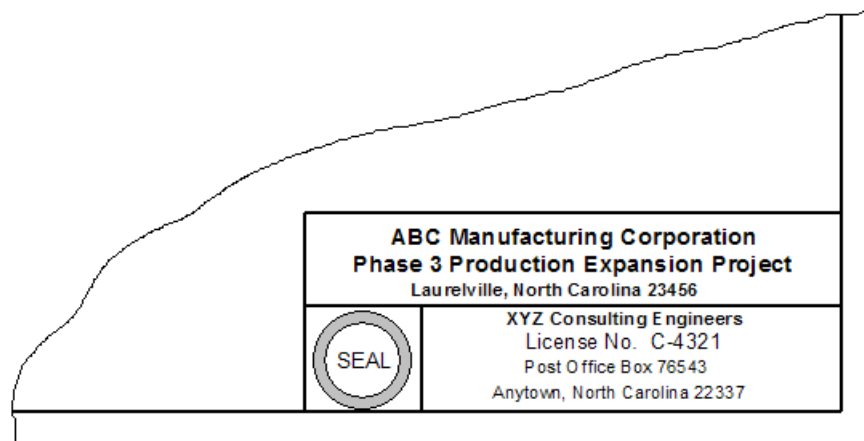 ABC Manufacturing Corporation
Phase 3 Production Expansion Project
Laurelville, North Carolina 23456
SEAL
XYZ Consulting Engineers
License No. C-4321
Post Office Box 76543
Anytown, North Carolina 22337